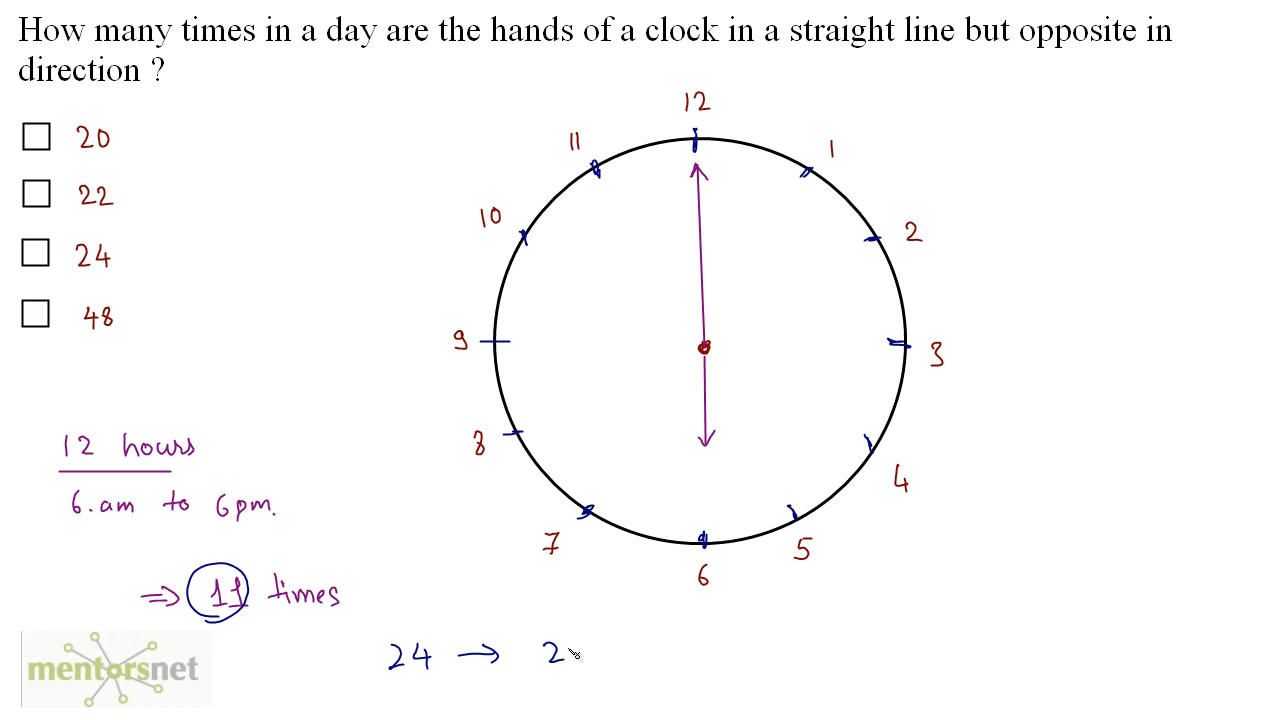 How many times in a day are the hands of a clock in a straight line but opposite in
direction ?
20
22
24
48
12
1
2
3
4
5
6
7
8
9
10
11
12 hours
6.am to 6pm.
⇒ 11 times
24 → 2
mentorsnet